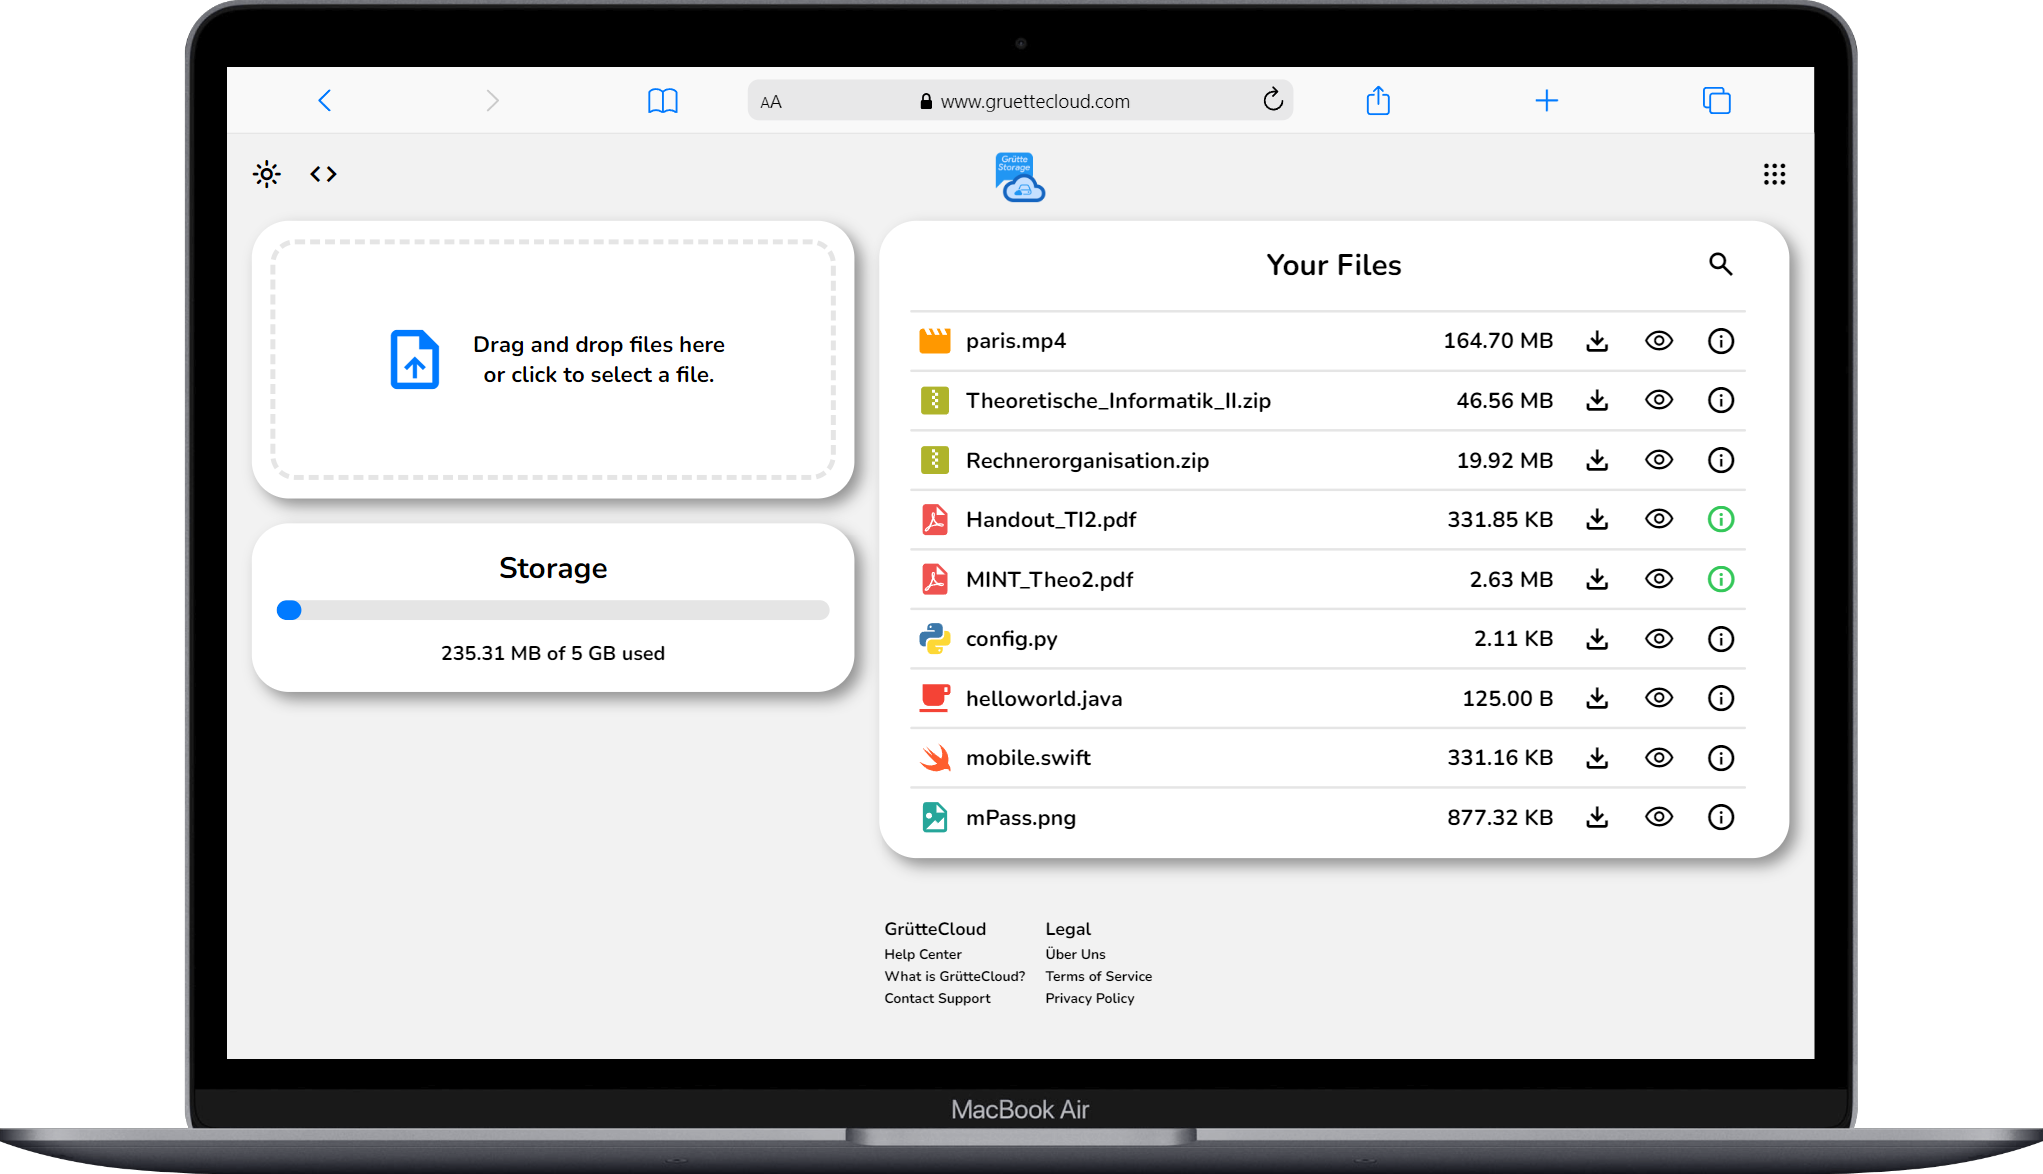 AA
www.gruettecloud.com
Grütte
Storage
Drag and drop files here
or click to select a file.
Storage
235.31 MB of 5 GB used
Your Files
paris.mp4 164.70 MB
Theoretische_Informatik_II.zip 46.56 MB
Rechnerorganisation.zip 19.92 MB
Handout_TI2.pdf 331.85 KB
MINT_Theo2.pdf 2.63 MB
config.py 2.11 KB
helloworld.java 125.00 B
mobile.swift 331.16 KB
mPass.png 877.32 KB
GrütteCloud
Help Center
What is GrütteCloud?
Contact Support
Legal
Über Uns
Terms of Service
Privacy Policy
MacBook Air